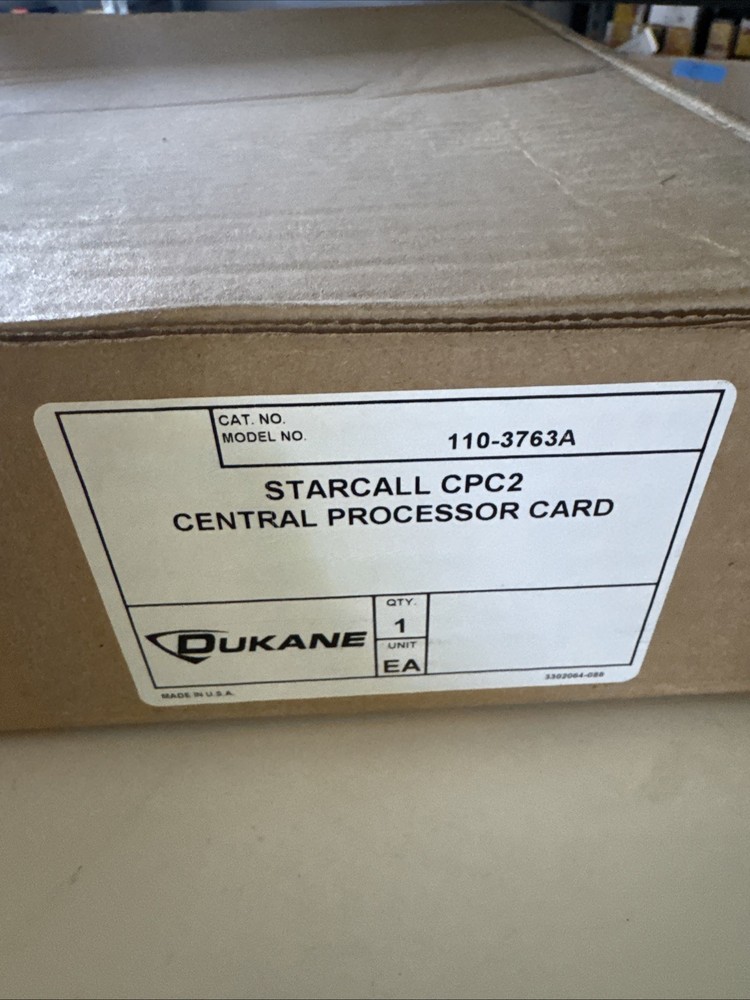 CAT. NO.
MODEL NO. 110-3763A
STARCALL CPC2
CENTRAL PROCESSOR CARD
DUKANE
QTY.
1
UNIT
EA
3302064-089
MADE IN U.S.A.